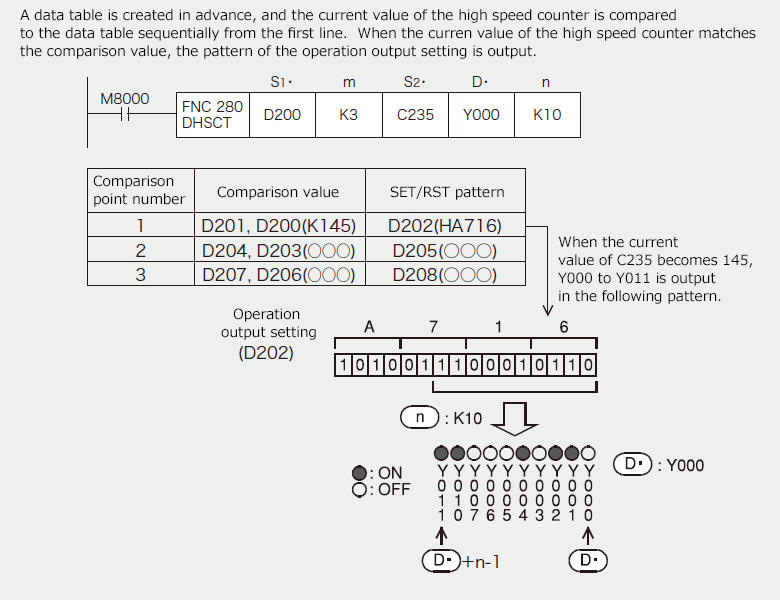 A data table is created in advance, and the current value of the high speed counter is compared
to the data table sequentially from the first line. When the curren value of the high speed counter matches
the comparison value, the pattern of the operation output setting is output.
S1· m S2· D· n
M8000
FNC 280 DHSCT D200 K3 C235 Y000 K10
Comparison point number Comparison value SET/RST pattern
1 D201, D200(K145) D202(HA716)
2 D204, D203(○○○) D205(○○○)
3 D207, D206(○○○) D208(○○○)
When the current
value of C235 becomes 145,
Y000 to Y011 is output
in the following pattern.
Operation
output setting
(D202)
A 7 1 6
1 0 1 0 0 1 1 1 0 0 0 1 0 1 1 0
n : K10
●: ON
○: OFF
Y Y Y Y Y Y Y Y Y Y
0 0 0 0 0 0 0 0 0 0
1 1 0 0 0 0 0 0 0 0
1 0 7 6 5 4 3 2 1 0
D· : Y000
D·+n-1 D·